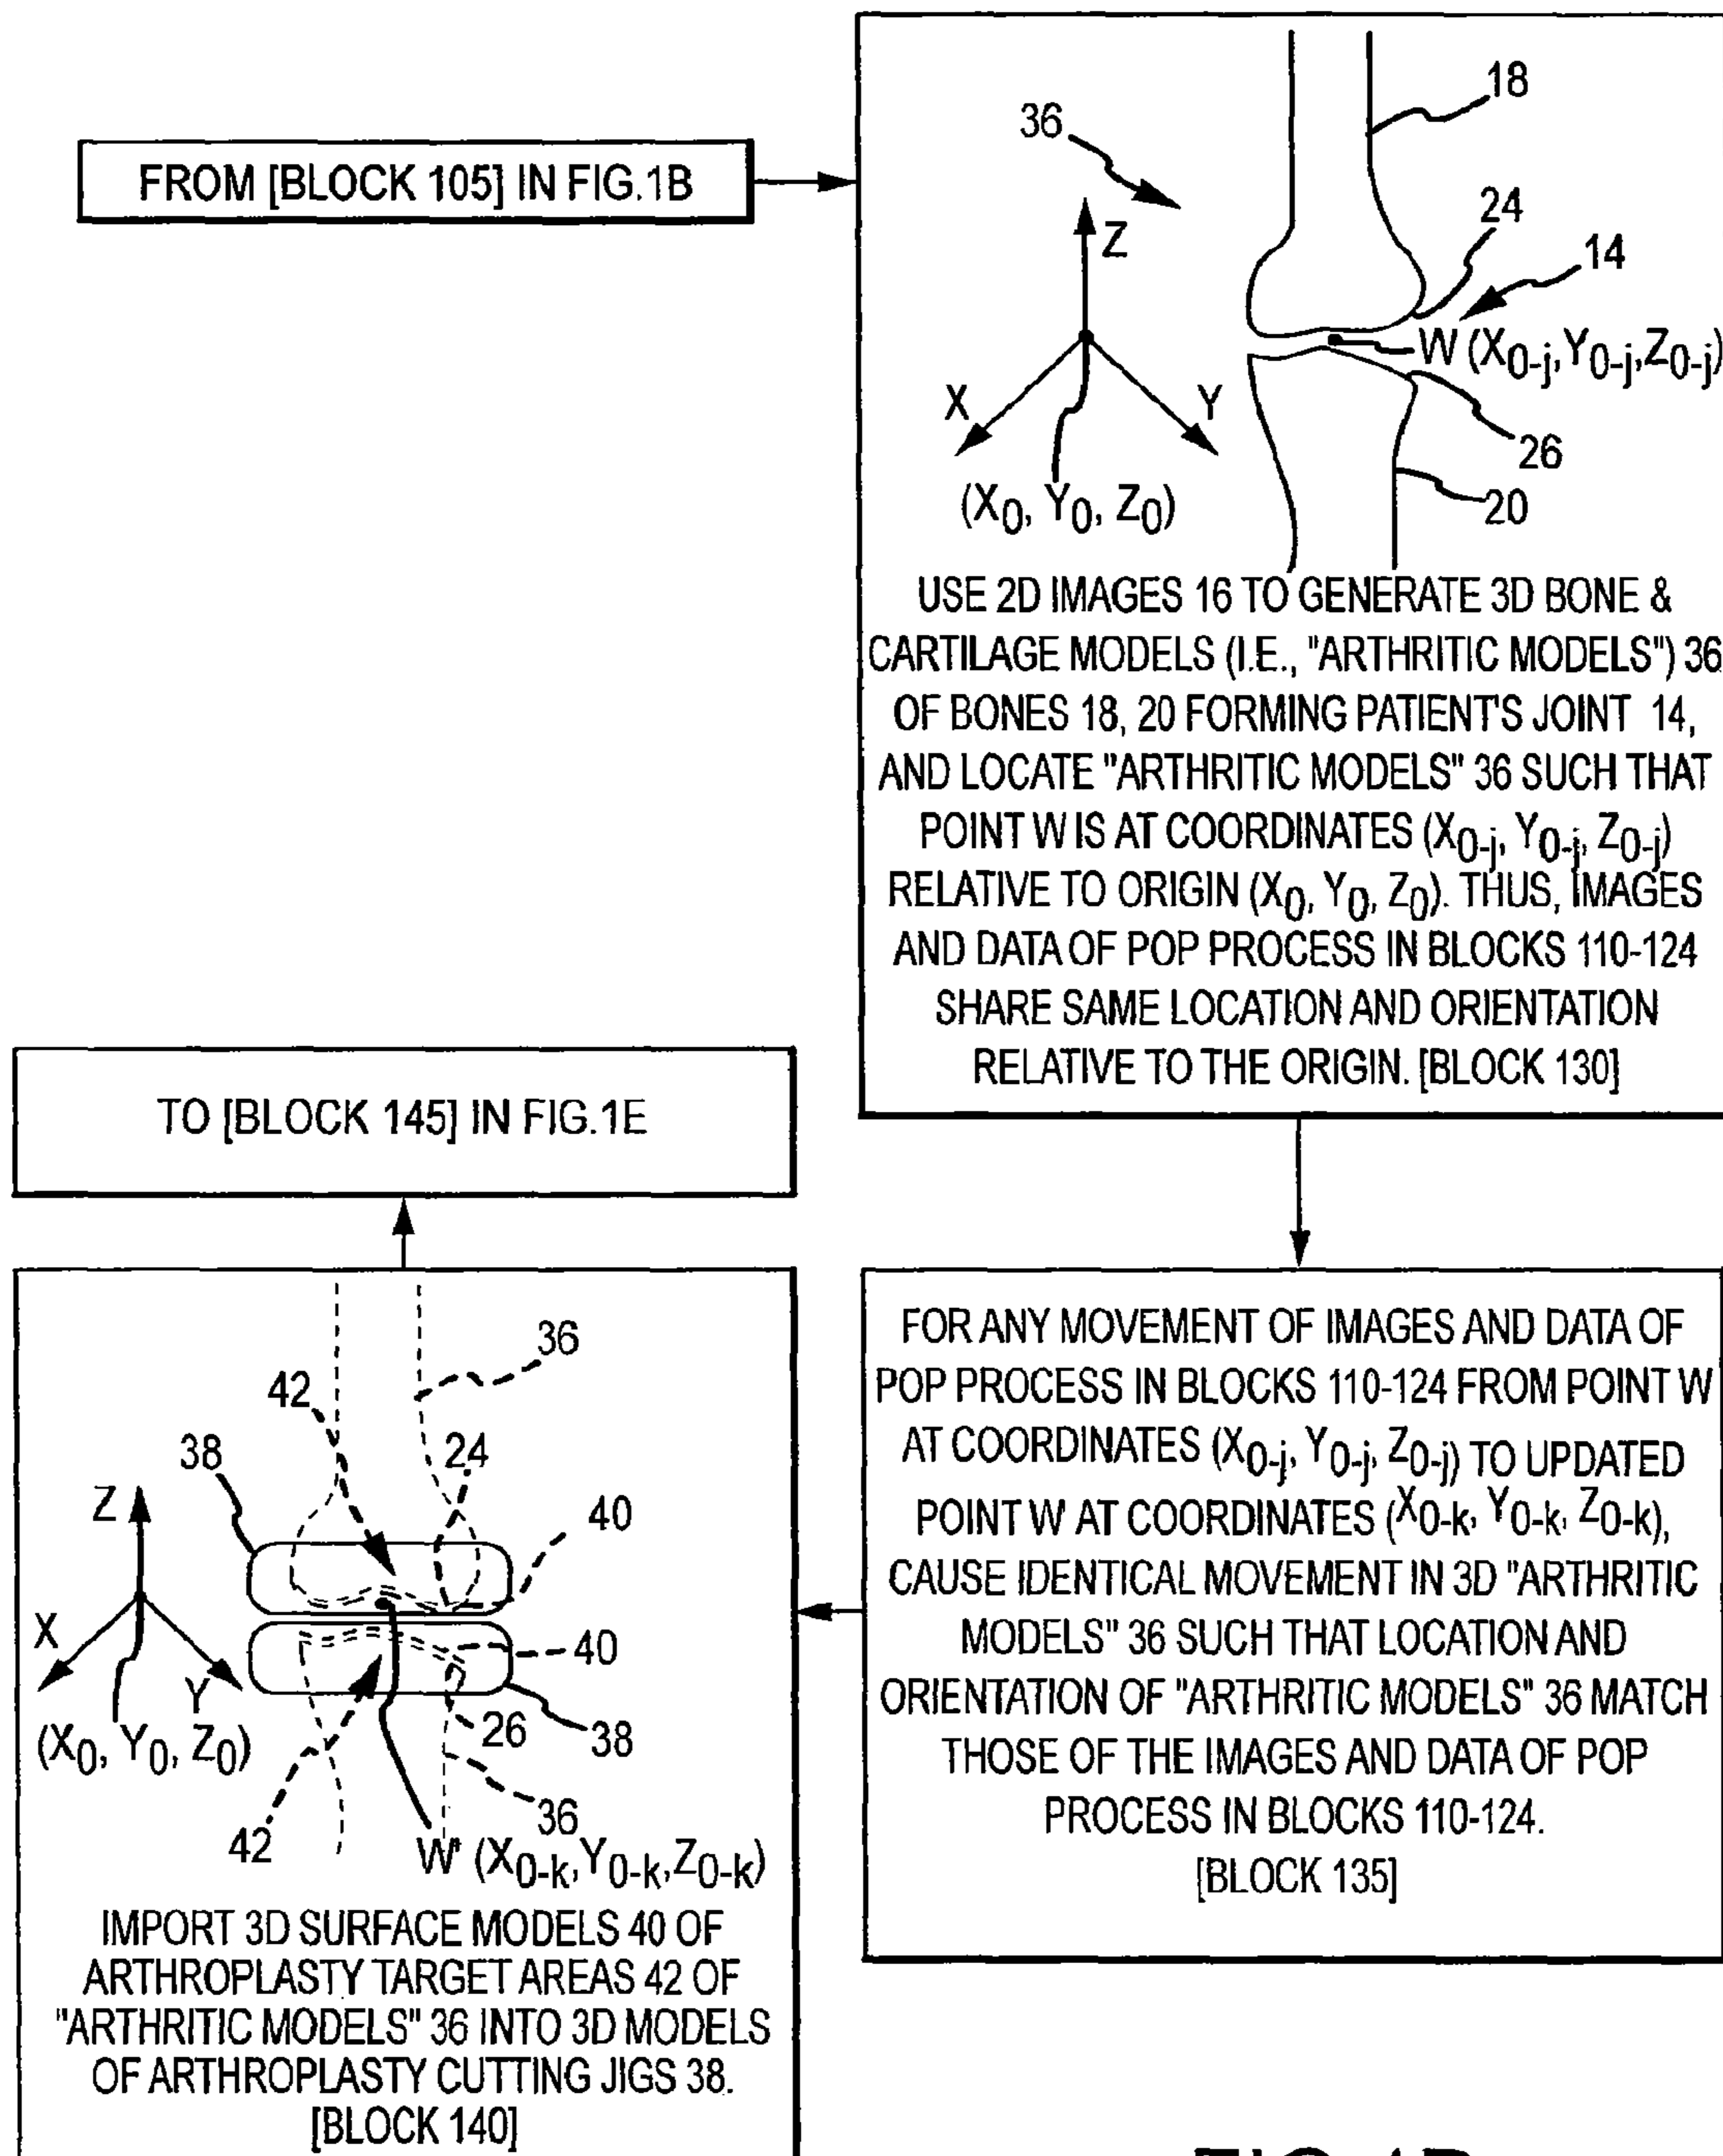 FROM [BLOCK 105] IN FIG.1B
36
18
24
14
Z
X
Y
W (X0-j, Y0-j, Z0-j)
26
20
(X0, Y0, Z0)
USE 2D IMAGES 16 TO GENERATE 3D BONE &
CARTILAGE MODELS (I.E., "ARTHRITIC MODELS") 36
OF BONES 18, 20 FORMING PATIENT'S JOINT 14,
AND LOCATE "ARTHRITIC MODELS" 36 SUCH THAT
POINT W IS AT COORDINATES (X0-j, Y0-j, Z0-j)
RELATIVE TO ORIGIN (X0, Y0, Z0). THUS, IMAGES
AND DATA OF POP PROCESS IN BLOCKS 110-124
SHARE SAME LOCATION AND ORIENTATION
RELATIVE TO THE ORIGIN. [BLOCK 130]
FOR ANY MOVEMENT OF IMAGES AND DATA OF
POP PROCESS IN BLOCKS 110-124 FROM POINT W
AT COORDINATES (X0-j, Y0-j, Z0-j) TO UPDATED
POINT W' AT COORDINATES (X0-k, Y0-k, Z0-k),
CAUSE IDENTICAL MOVEMENT IN 3D "ARTHRITIC
MODELS" 36 SUCH THAT LOCATION AND
ORIENTATION OF "ARTHRITIC MODELS" 36 MATCH
THOSE OF THE IMAGES AND DATA OF POP
PROCESS IN BLOCKS 110-124.
[BLOCK 135]
36
42
38
24
Z
40
X
40
Y
26
38
(X0, Y0, Z0)
36
42
W' (X0-k, Y0-k, Z0-k)
IMPORT 3D SURFACE MODELS 40 OF
ARTHROPLASTY TARGET AREAS 42 OF
"ARTHRITIC MODELS" 36 INTO 3D MODELS
OF ARTHROPLASTY CUTTING JIGS 38.
[BLOCK 140]
TO [BLOCK 145] IN FIG.1E